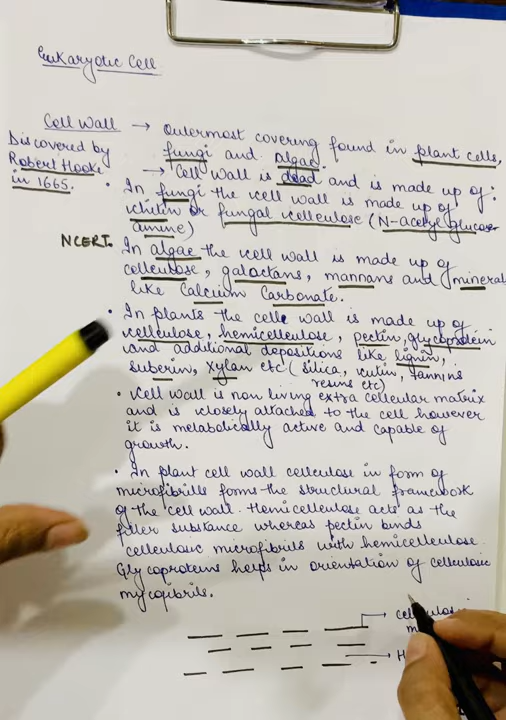 Eukaryotic Cell
Cell Wall → Outermost covering found in plant cells,
fungi and Algae.
Discovered by
Robert Hooke
in 1665.
→ Cell wall is dead and is made up of:
• In fungi the cell wall is made up of
chitin or fungal cellulose (N-acetyl glucos-
amine)
NCERT. In algae the cell wall is made up of
cellulose, galactans, mannans and mineral
like Calcium Carbonate.
• In plants the cell wall is made up of
cellulose, hemicellulose, pectin, glycoprotein
and additional depositions like lignin,
suberin, xylan etc (silica, cutin, tannins
resins etc)
• Cell wall is non living extra cellular matrix
and is closely attached to the cell however
it is metabolically active and capable of
growth.
• In plant cell wall cellulose in form of
microfibrills forms the structural framework
of the cell wall. Hemicellulose acts as the
filler substance whereas pectin binds
cellulosic microfibrils with hemicellulose.
Glycoproteins helps in orientation of cellulosic
mycofibrils.